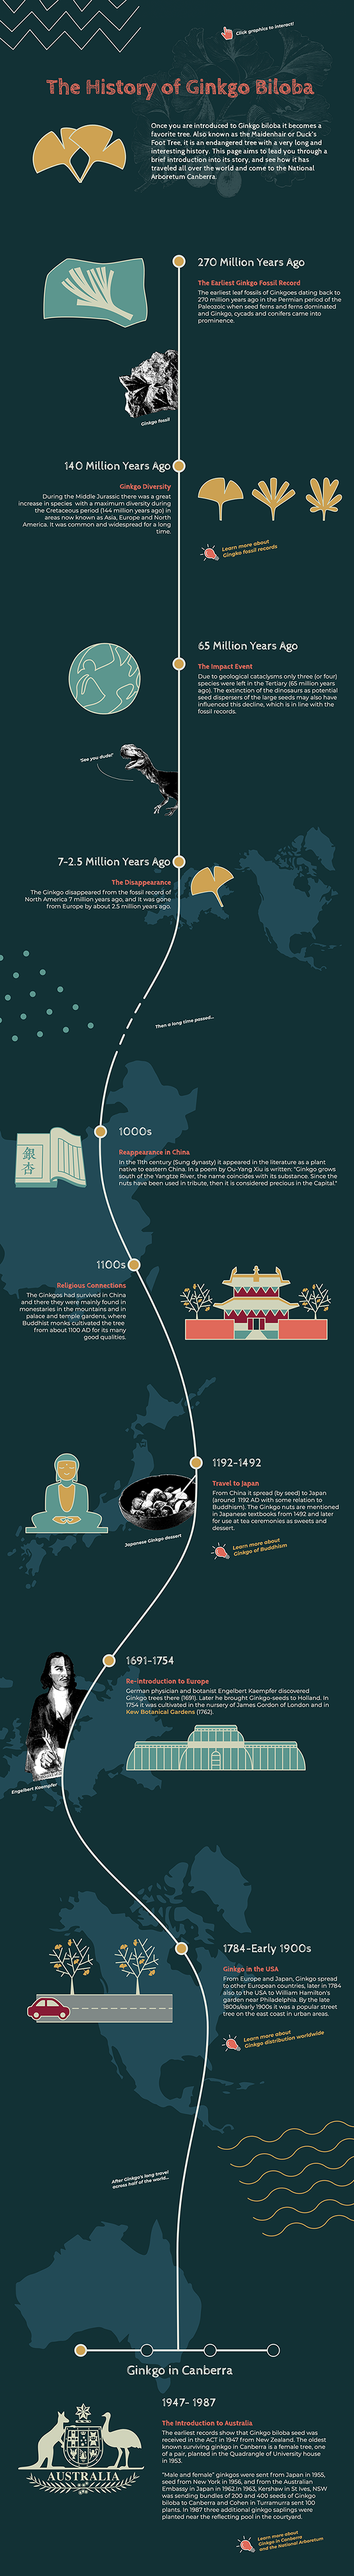 Click graphics to interact!
The History of Ginkgo Biloba
Once you are introduced to Ginkgo biloba it becomes a
favorite tree. Also known as the Maidenhair or Duck's
Foot Tree, it is an endangered tree with a very long and
interesting history. This page aims to lead you through a
brief introduction into its story, and see how it has
traveled all over the world and come to the National
Arboretum Canberra.
270 Million Years Ago
The Earliest Ginkgo Fossil Record
The earliest leaf fossils of Ginkgoes dating back to
270 million years ago in the Permian period of the
Paleozoic when seed ferns and ferns dominated
and Ginkgo, cycads and conifers came into
prominence.
Ginkgo fossil
140 Million Years Ago
Ginkgo Diversity
During the Middle Jurassic there was a great
increase in species with a maximum diversity during
the Cretaceous period (144 million years ago) in
areas now known as Asia, Europe and North
America. It was common and widespread for a long
time.
Learn more about
Gingko fossil records
65 Million Years Ago
The Impact Event
Due to geological cataclysms only three (or four)
species were left in the Tertiary (65 million years
ago). The extinction of the dinosaurs as potential
seed dispersers of the large seeds may also have
influenced this decline, which is in line with the
fossil records.
"See you dude!"
7-2.5 Million Years Ago
The Disappearance
The Ginkgo disappeared from the fossil record of
North America 7 million years ago, and it was gone
from Europe by about 2.5 million years ago.
Then a long time passed...
1000s
銀杏
Reappearance in China
In the 11th century (Sung dynasty) it appeared in the literature as a plant
native to eastern China. In a poem by Ou-Yang Xiu is written: "Ginkgo grows
south of the Yangtze River, the name coincides with its substance. Since the
nuts have been used in tribute, then it is considered precious in the Capital."
1100s
Religious Connections
The Ginkgos had survived in China
and there they were mainly found in
monestaries in the mountains and in
palace and temple gardens, where
Buddhist monks cultivated the tree
from about 1100 AD for its many
good qualities.
1192-1492
Travel to Japan
From China it spread (by seed) to Japan
(around 1192 AD with some relation to
Buddhism). The Ginkgo nuts are mentioned
in Japanese textbooks from 1492 and later
for use at tea ceremonies as sweets and
dessert.
Japanese Ginkgo dessert
Learn more about
Ginkgo of Buddhism
1691-1754
Re-introduction to Europe
German physician and botanist Engelbert Kaempfer discovered
Ginkgo trees there (1691). Later he brought Ginkgo-seeds to Holland. In
1754 it was cultivated in the nursery of James Gordon of London and in
Kew Botanical Gardens (1762).
Engelbert Kaempfer
1784-Early 1900s
Ginkgo in the USA
From Europe and Japan, Ginkgo spread
to other European countries, later in 1784
also to the USA to William Hamilton's
garden near Philadelphia. By the late
1800s/early 1900s it was a popular street
tree on the east coast in urban areas.
Learn more about
Ginkgo distribution worldwide
After Ginkgo's long travel
across half of the world...
Ginkgo in Canberra
1947- 1987
The Introduction to Australia
The earliest records show that Ginkgo biloba seed was
received in the ACT in 1947 from New Zealand. The oldest
known surviving ginkgo in Canberra is a female tree, one
of a pair, planted in the Quadrangle of University house
in 1953.
"Male and female" ginkgos were sent from Japan in 1955,
seed from New York in 1956, and from the Australian
Embassy in Japan in 1962.In 1963, Kershaw in St Ives, NSW
was sending bundles of 200 and 400 seeds of Ginkgo
biloba to Canberra and Cohen in Turramurra sent 100
plants. In 1987 three additional ginkgo saplings were
planted near the reflecting pool in the courtyard.
AUSTRALIA
Learn more about
Ginkgo in Canberra
and the National Arboretum